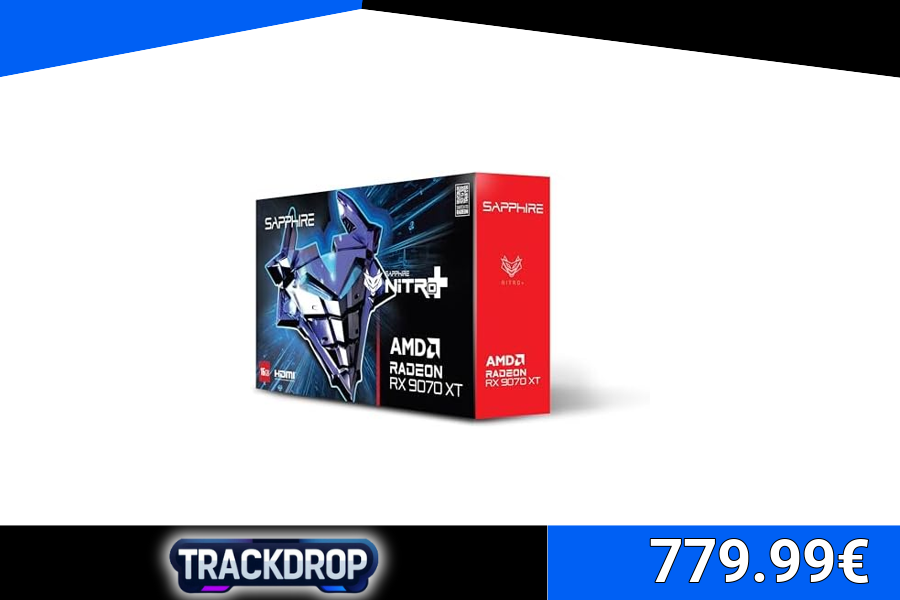 SAPPHIRE
SAPPHIRE
NITRO+
AMD
RADEON
RX 9070 XT
16GB
HDMI
SAPPHIRE
NITRO+
AMD
RADEON
RX 9070 XT
TRACKDROP
779.99€